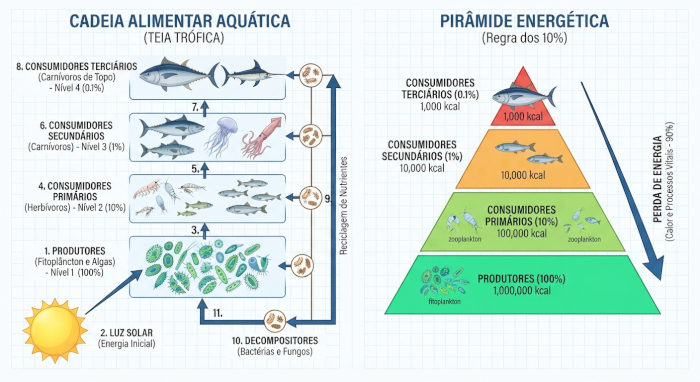 CADEIA ALIMENTAR AQUÁTICA
(TEIA TRÓFICA)
8. CONSUMIDORES TERCIÁRIOS
(Carnívoros de Topo)
- Nível 4 (0.1%)
7.
6. CONSUMIDORES
SECUNDÁRIOS
(Carnívoros) - Nível 3 (1%)
5.
4. CONSUMIDORES
PRIMÁRIOS
(Herbívoros) - Nível 2 (10%)
3.
1. PRODUTORES
(Fitoplâncton e Algas)
- Nível 1 (100%)
2. LUZ SOLAR
(Energia Inicial)
11.
10. DECOMPOSITORES
(Bactérias e Fungos)
9.
Reciclagem de Nutrientes
PIRÂMIDE ENERGÉTICA
(Regra dos 10%)
CONSUMIDORES
TERCIÁRIOS (0.1%)
1,000 kcal
1,000 kcal
CONSUMIDORES
SECUNDÁRIOS (1%)
10,000 kcal
10,000 kcal
CONSUMIDORES
PRIMÁRIOS (10%)
100,000 kcal
zooplankton
zooplankton
PRODUTORES (100%)
1,000,000 kcal
fitoplankton
PERDA DE ENERGIA
(Calor e Processos Vitais - 90%)